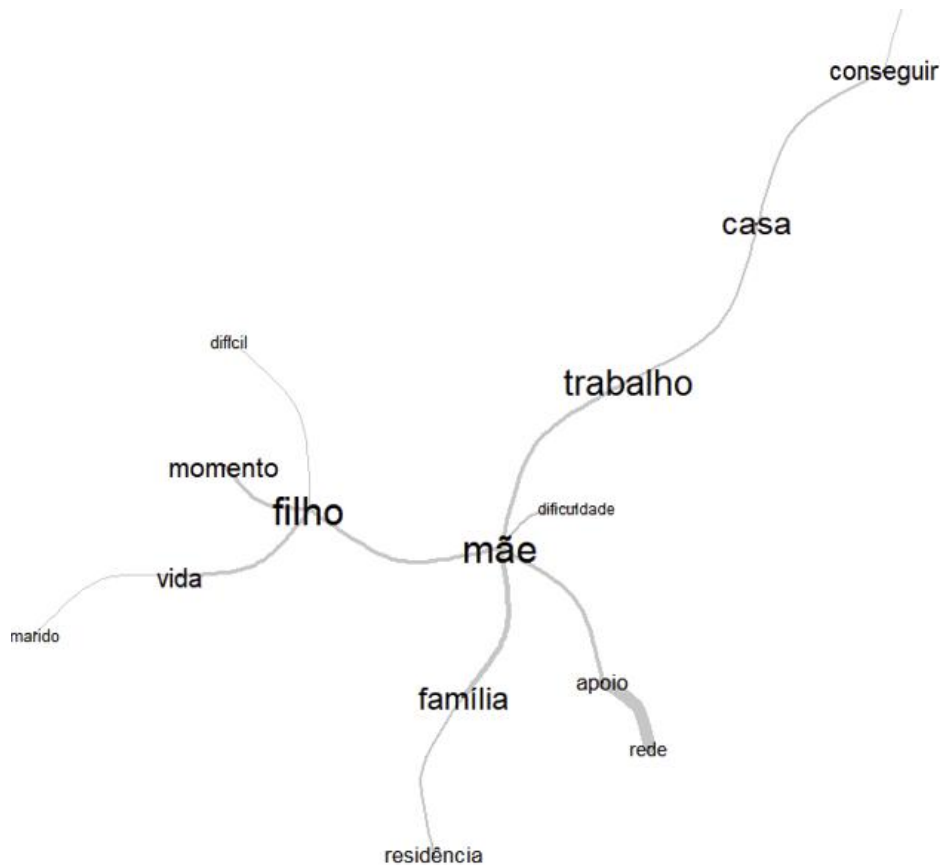 conseguir
casa
difícil
trabalho
momento
filho
dificuldade
mãe
vida
marido
apoio
família
rede
residência